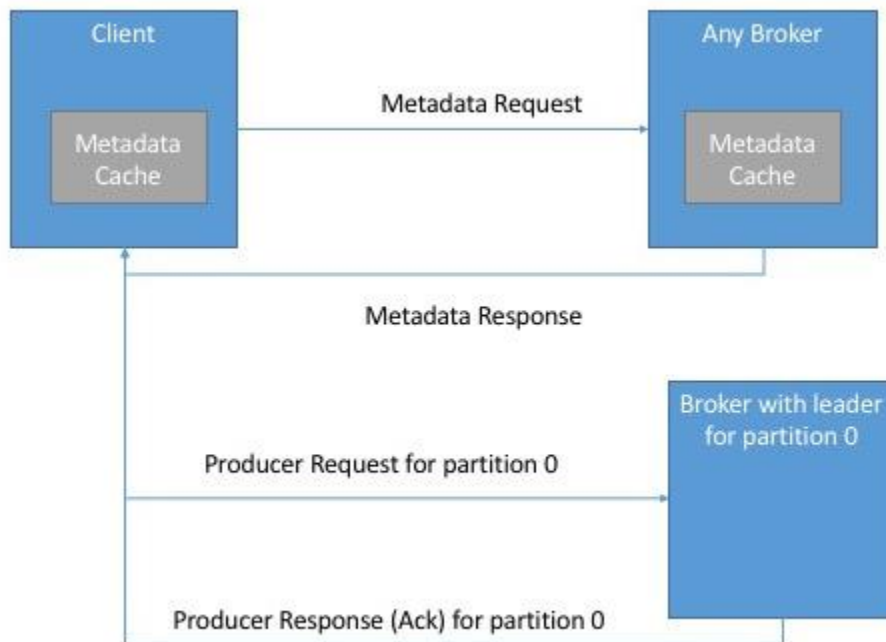 Client
Any Broker
Metadata Request
Metadata
Cache
Metadata
Cache
Metadata Response
Broker with leader
for partition 0
Producer Request for partition 0
Producer Response (Ack) for partition 0